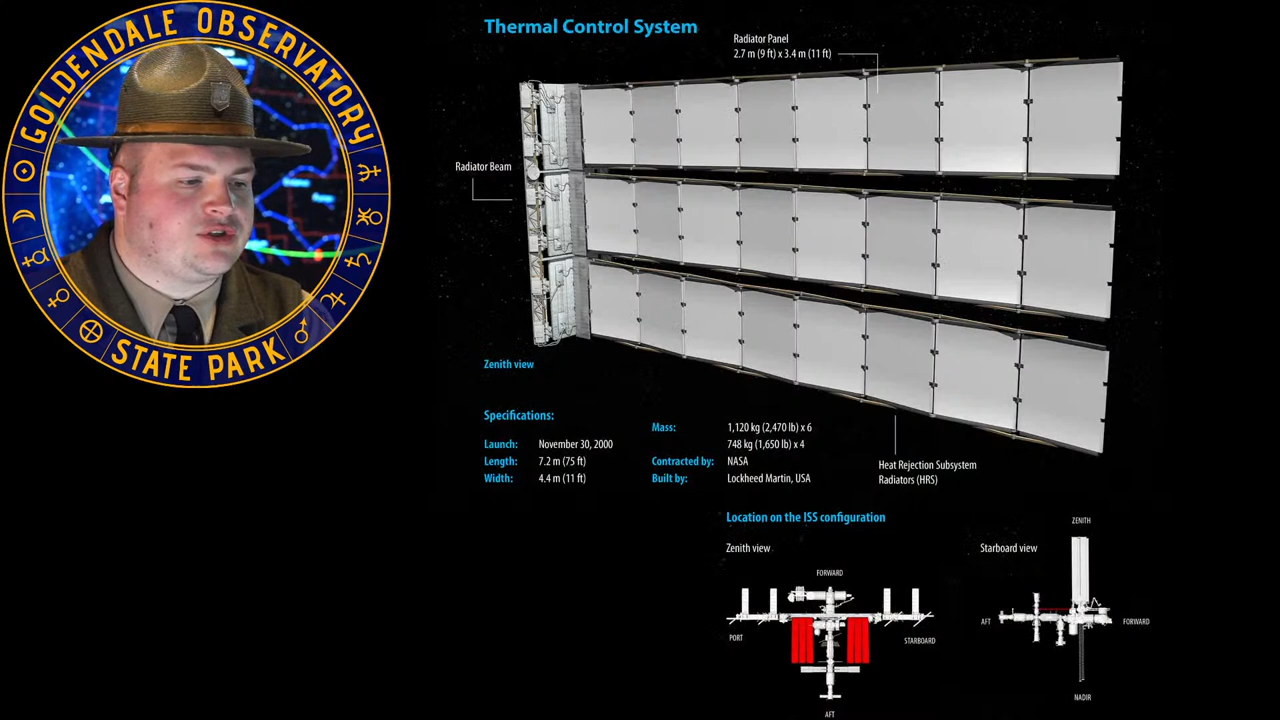 GOLDENDALE OBSERVATORY
STATE PARK
Thermal Control System
Radiator Panel
2.7 m (9 ft) x 3.4 m (11 ft)
Radiator Beam
Zenith view
Specifications:
Launch: November 30, 2000
Length: 7.2 m (75 ft)
Width: 4.4 m (11 ft)
Mass: 1,120 kg (2,470 lb) x 6
748 kg (1,650 lb) x 4
Contracted by: NASA
Built by: Lockheed Martin, USA
Heat Rejection Subsystem
Radiators (HRS)
Location on the ISS configuration
Zenith view
FORWARD
PORT
STARBOARD
AFT
Starboard view
ZENITH
AFT
FORWARD
NADIR